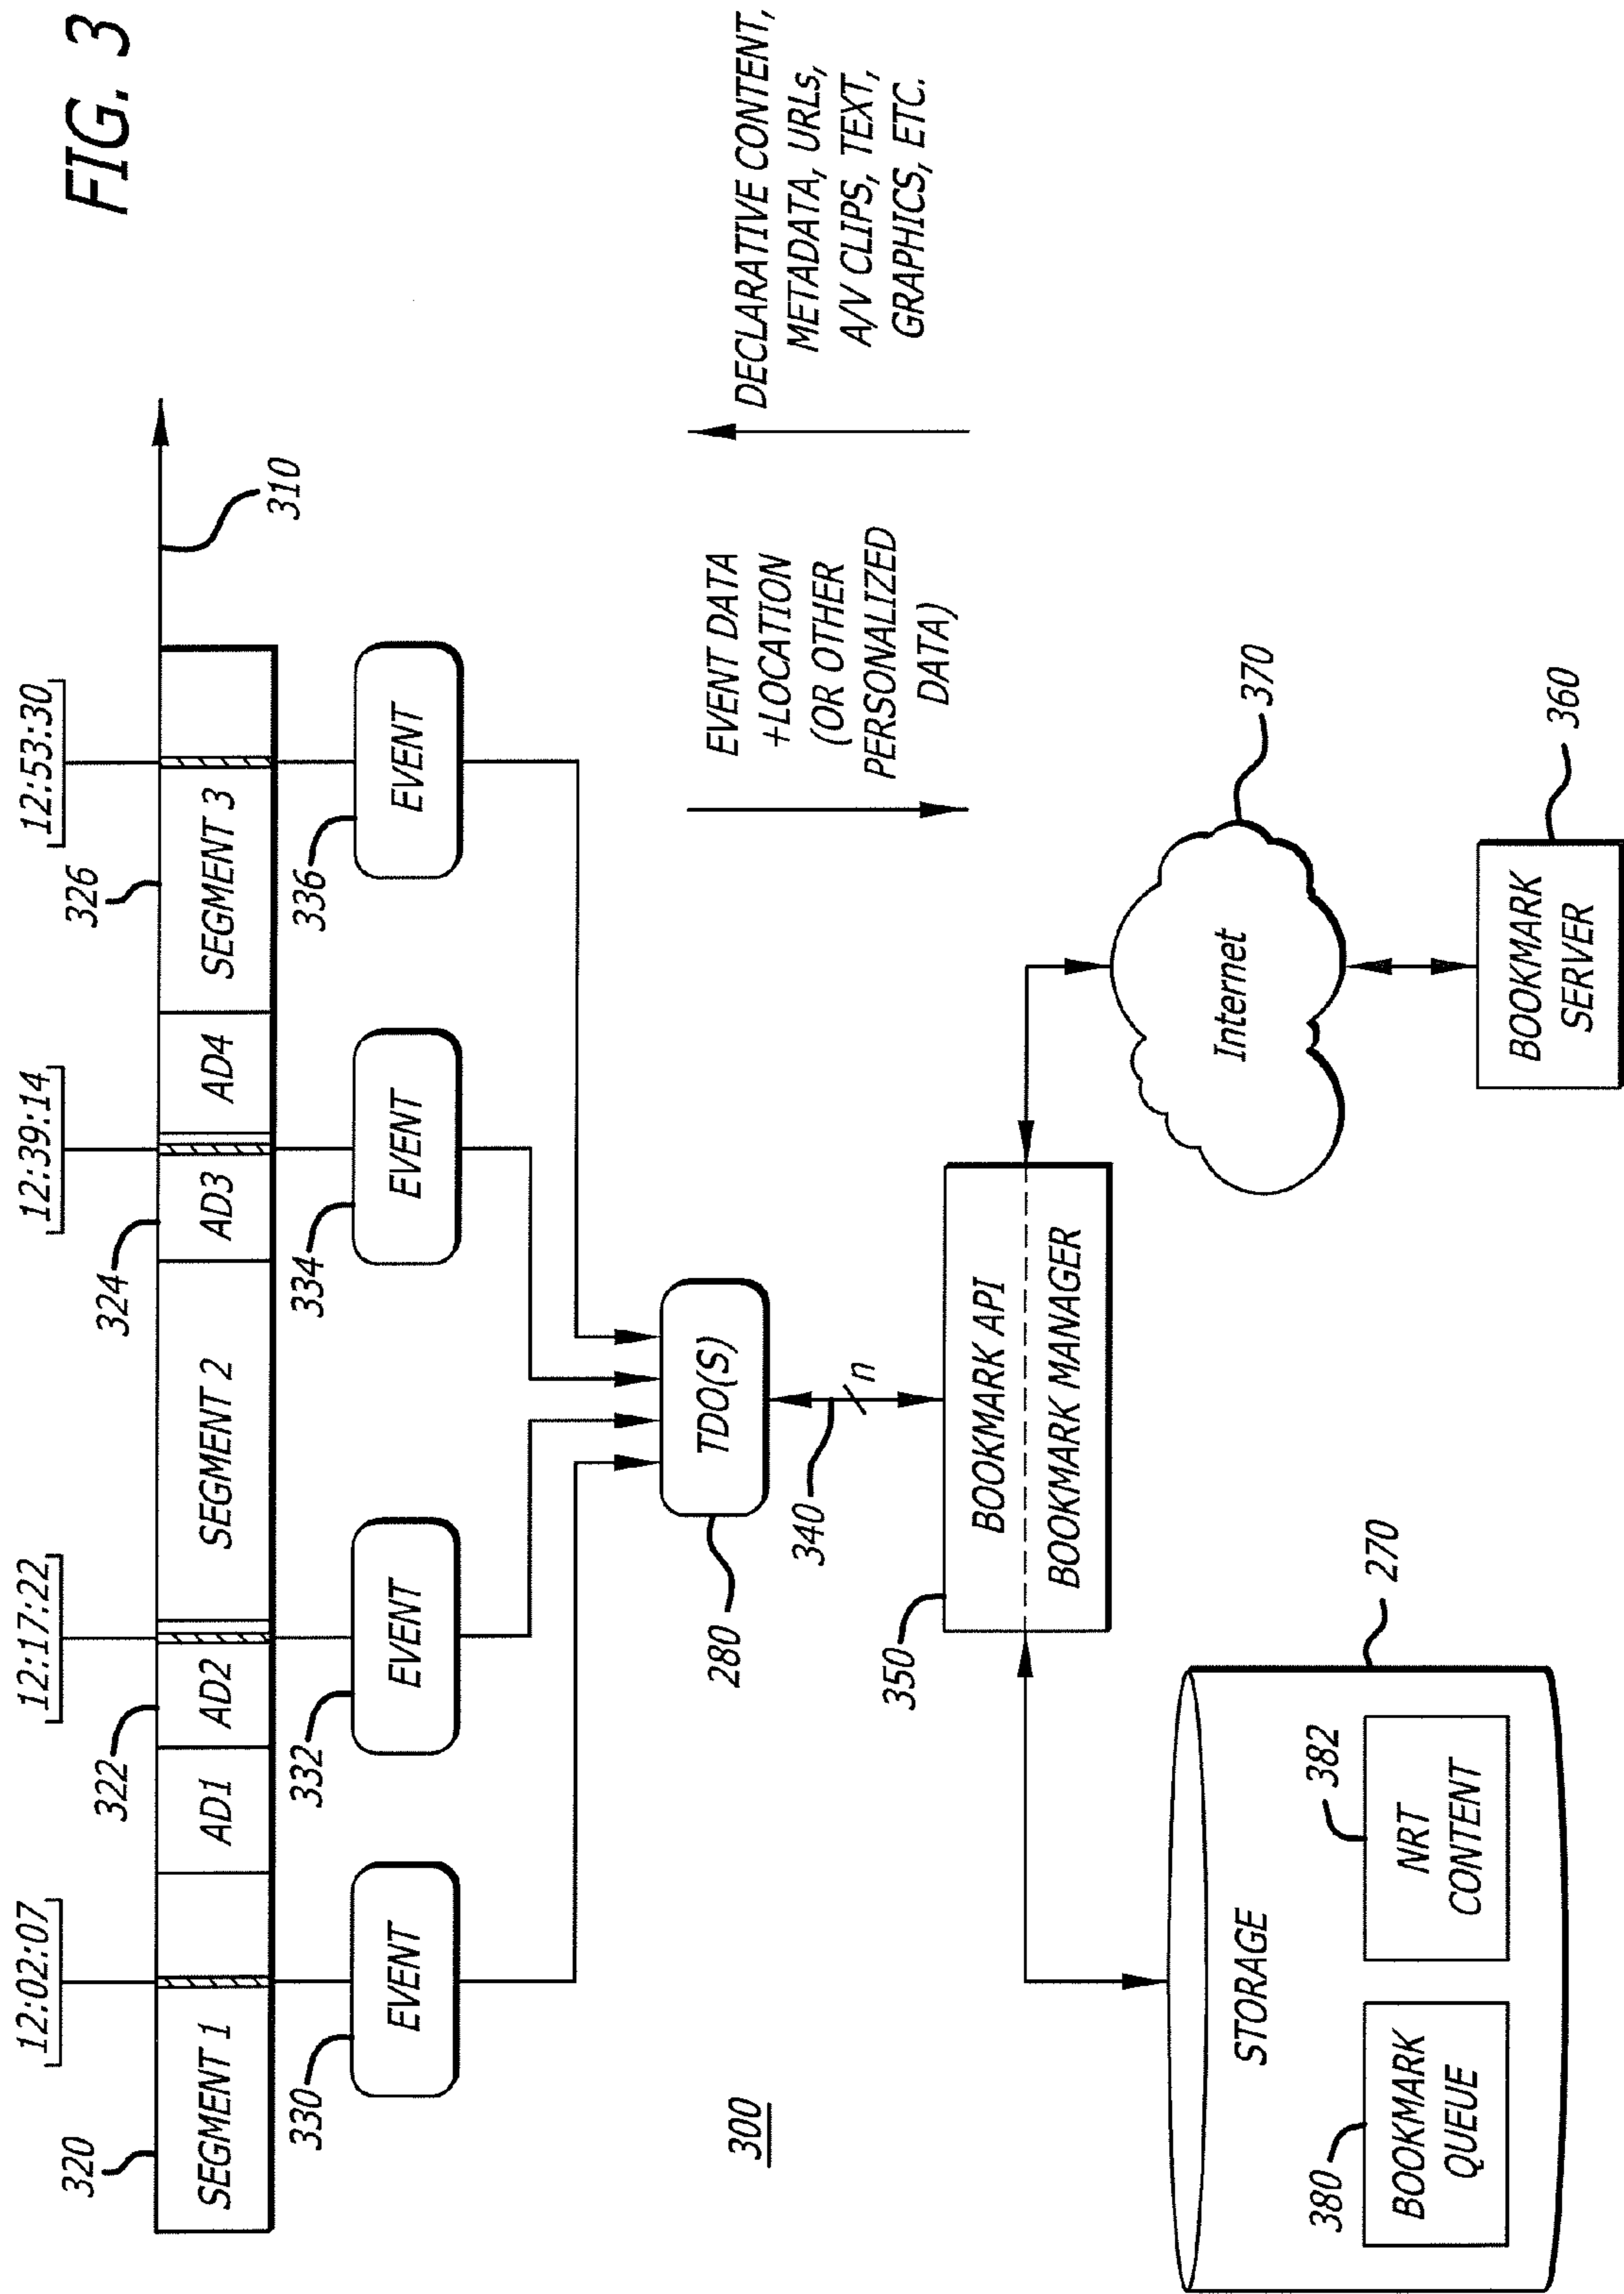 FIG. 3
12:02:07
12:17:22
12:39:14
12:53:30
320
322
324
326
SEGMENT 1
AD1
AD2
SEGMENT 2
AD3
AD4
SEGMENT 3
310
330
EVENT
332
EVENT
334
EVENT
336
EVENT
TDO(S)
280
340
n
EVENT DATA
+LOCATION
(OR OTHER
PERSONALIZED
DATA)
DECLARATIVE CONTENT,
METADATA, URLs,
A/V CLIPS, TEXT,
GRAPHICS, ETC.
300
350
BOOKMARK API
BOOKMARK MANAGER
Internet
370
BOOKMARK
SERVER
360
STORAGE
270
380
BOOKMARK
QUEUE
382
NRT
CONTENT